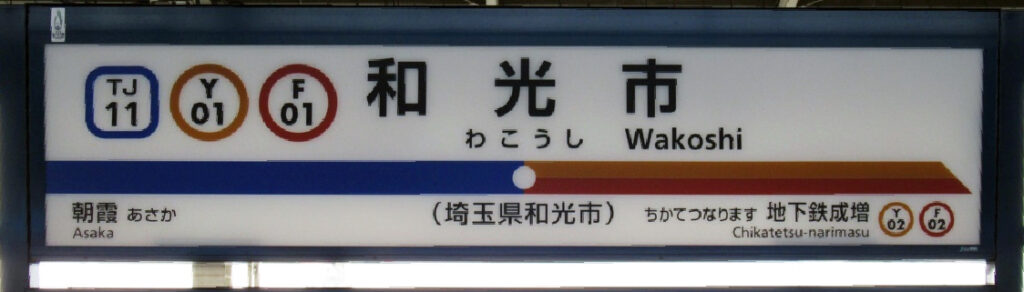 TJ 11 Y 01 F 01 和光市
わこうし Wakoshi
朝霞 あさか (埼玉県和光市) ちかてつなります 地下鉄成増 Y 02 F 02
Asaka Chikatetsu-narimasu